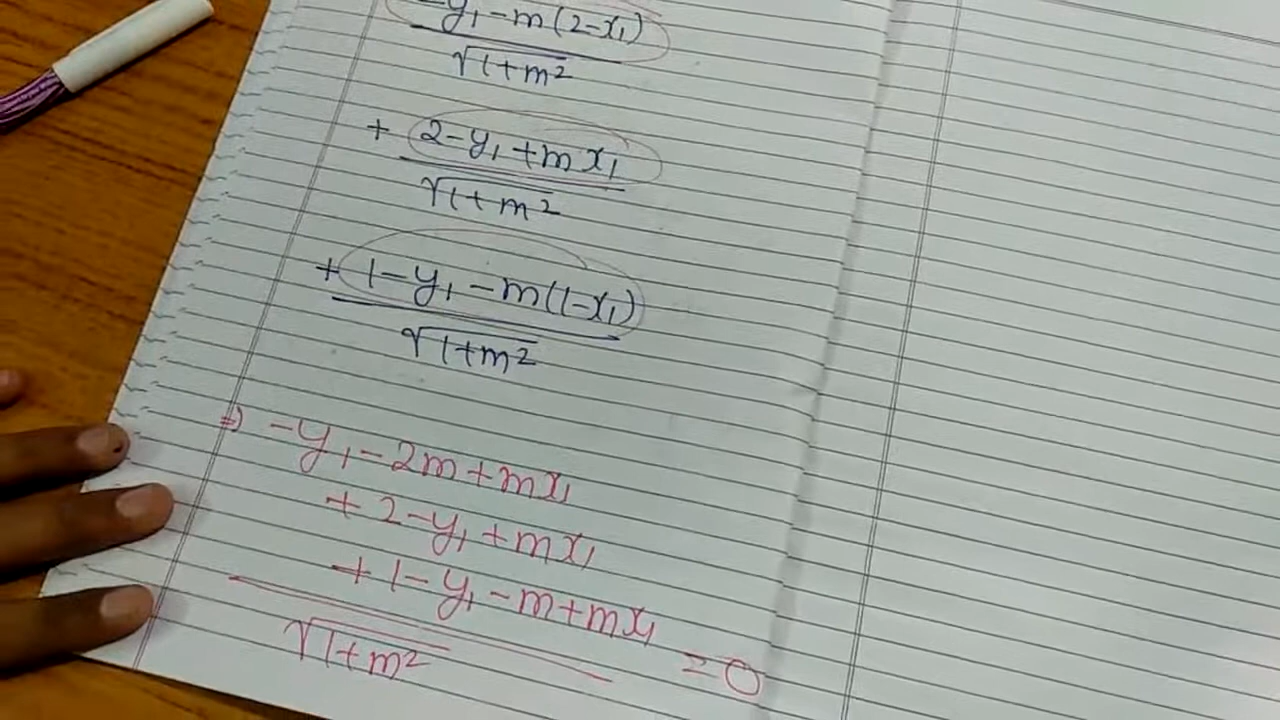 -y₁-m(2-x₁)
√1+m²
+ 2-y₁+mx₁
√1+m²
+ 1-y₁-m(1-x₁)
√1+m²
⇒) -y₁-2m+mx₁
+2-y₁+mx₁
+1-y₁-m+mx₁
√1+m² =0